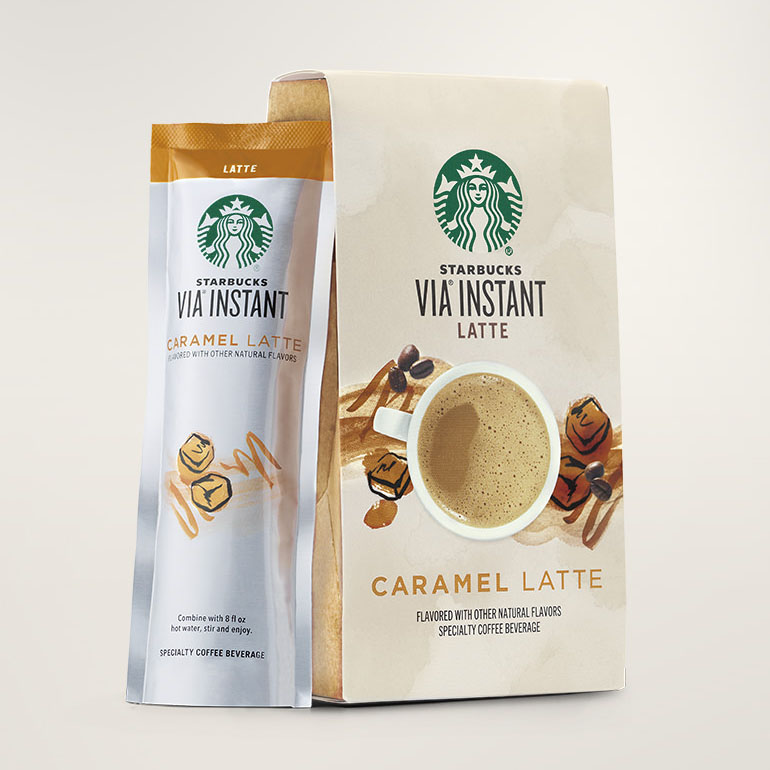 LATTE
STARBUCKS
VIA® INSTANT
CARAMEL LATTE
FLAVORED WITH OTHER NATURAL FLAVORS
Combine with 8 fl oz
hot water, stir and enjoy.
SPECIALTY COFFEE BEVERAGE
®
STARBUCKS
VIA® INSTANT
LATTE
CARAMEL LATTE
FLAVORED WITH OTHER NATURAL FLAVORS
SPECIALTY COFFEE BEVERAGE